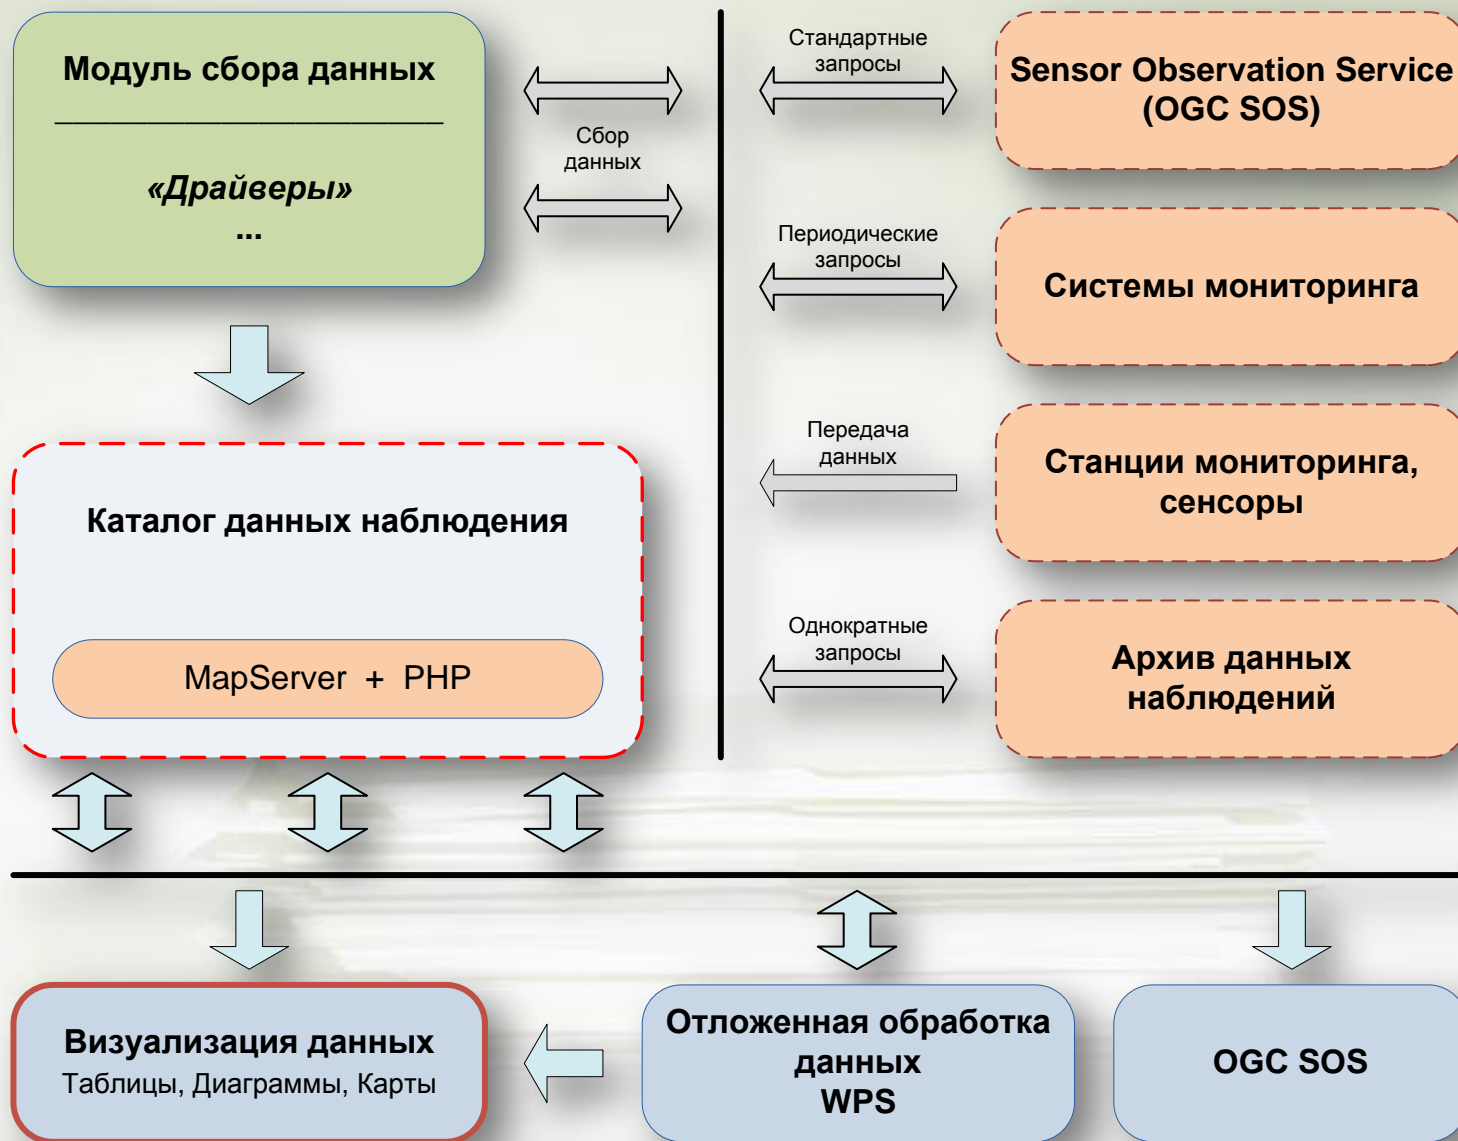 Модуль сбора данных
«Драйверы»
...
Сбор
данных
Стандартные
запросы
Sensor Observation Service
(OGC SOS)
Периодические
запросы
Системы мониторинга
Передача
данных
Станции мониторинга,
сенсоры
Каталог данных наблюдения
MapServer + PHP
Однократные
запросы
Архив данных
наблюдений
Визуализация данных
Таблицы, Диаграммы, Карты
Отложенная обработка
данных
WPS
OGC SOS